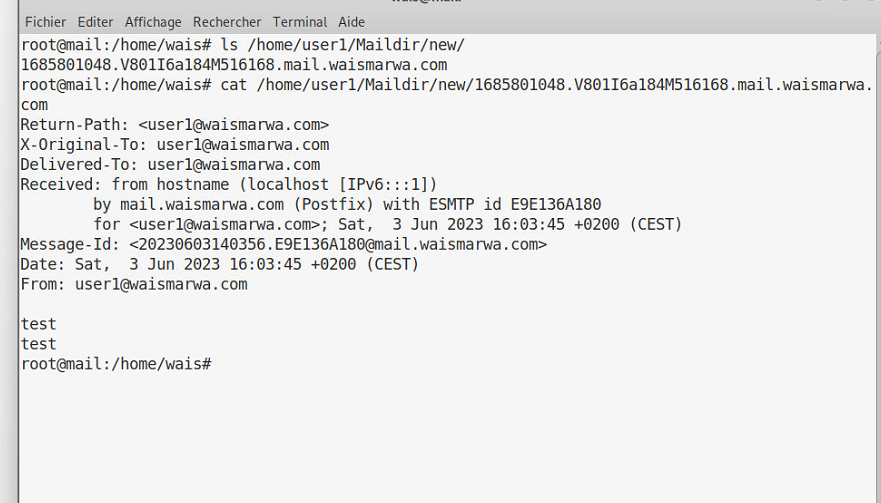 Fichier Editer Affichage Rechercher Terminal Aide
root@mail:/home/wais# ls /home/user1/Maildir/new/
1685801048.V801I6a184M516168.mail.waismarwa.com
root@mail:/home/wais# cat /home/user1/Maildir/new/1685801048.V801I6a184M516168.mail.waismarwa.
com
Return-Path: <user1@waismarwa.com>
X-Original-To: user1@waismarwa.com
Delivered-To: user1@waismarwa.com
Received: from hostname (localhost [IPv6:::1])
        by mail.waismarwa.com (Postfix) with ESMTP id E9E136A180
        for <user1@waismarwa.com>; Sat,  3 Jun 2023 16:03:45 +0200 (CEST)
Message-Id: <20230603140356.E9E136A180@mail.waismarwa.com>
Date: Sat,  3 Jun 2023 16:03:45 +0200 (CEST)
From: user1@waismarwa.com

test
test
root@mail:/home/wais#